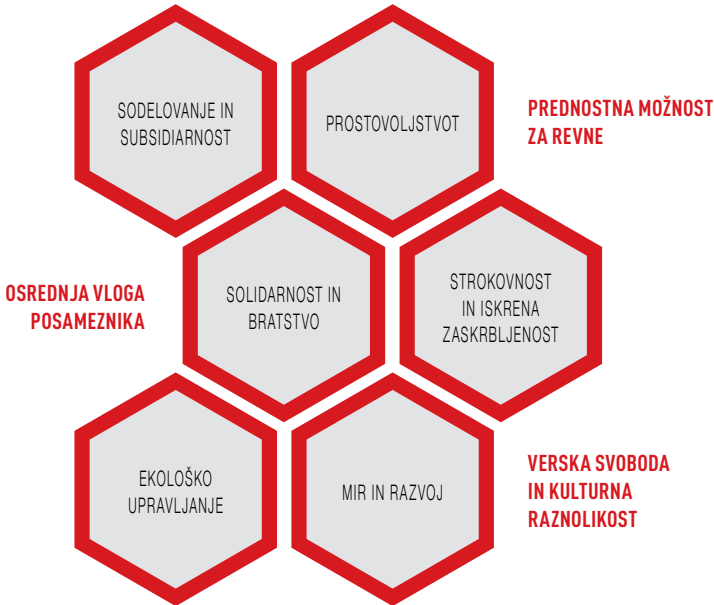 SODELOVANJE IN
SUBSIDIARNOST
PROSTOVOLJSTVOT
PREDNOSTNA MOŽNOST
ZA REVNE
OSREDNJA VLOGA
POSAMEZNIKA
SOLIDARNOST IN
BRATSTVO
STROKOVNOST
IN ISKRENA
ZASKRBLJENOST
EKOLOŠKO
UPRAVLJANJE
MIR IN RAZVOJ
VERSKA SVOBODA
IN KULTURNA
RAZNOLIKOST